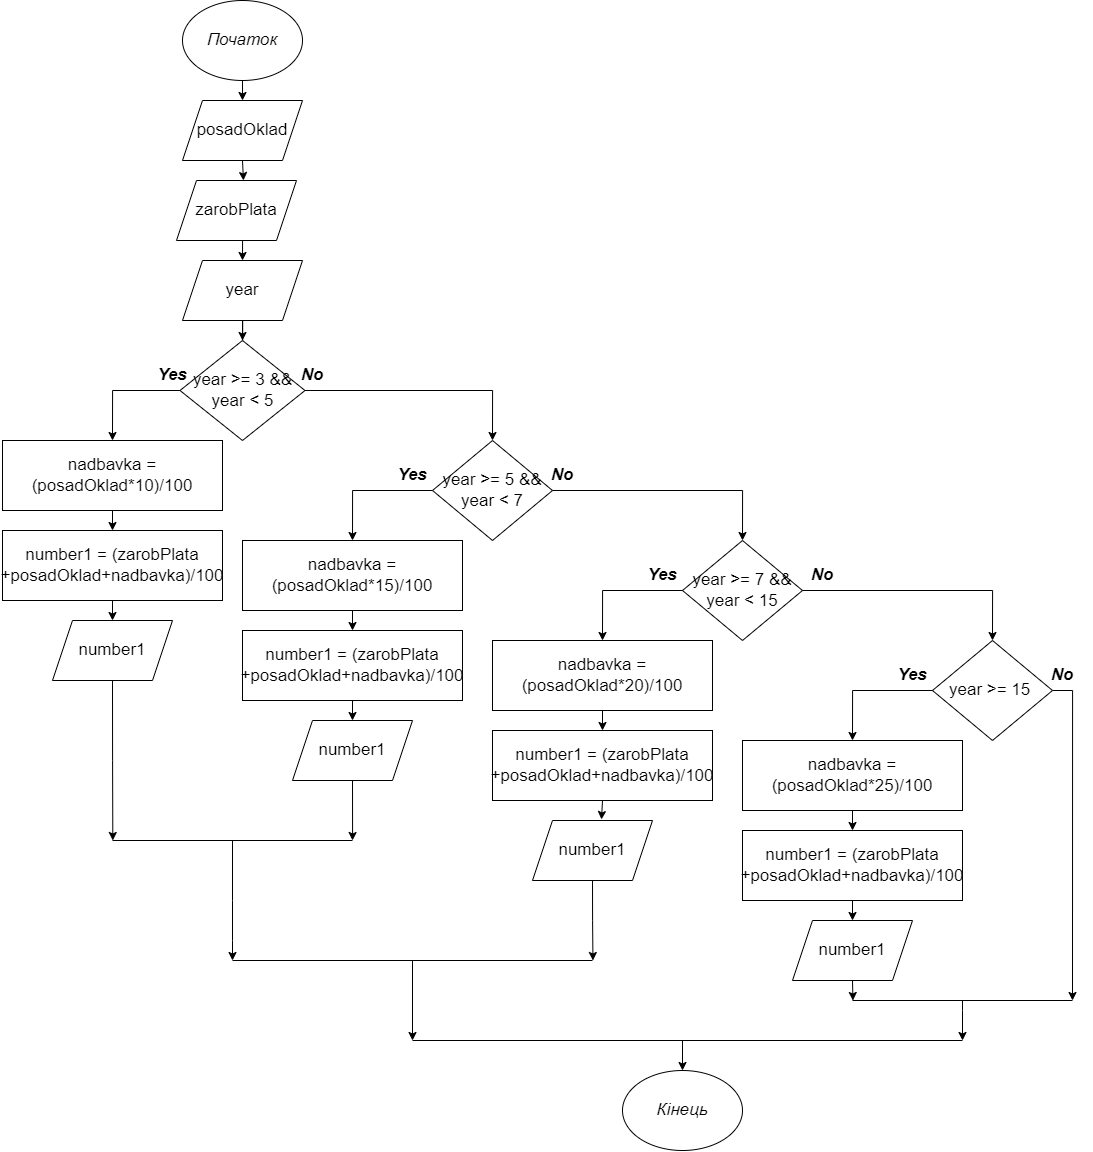 Початок
posadOklad
zarobPlata
year
Yes
year >= 3 &&
year < 5
No
nadbavka =
(posadOklad*10)/100
number1 = (zarobPlata
+posadOklad+nadbavka)/100
number1
Yes
year >= 5 &&
year < 7
No
nadbavka =
(posadOklad*15)/100
number1 = (zarobPlata
+posadOklad+nadbavka)/100
number1
Yes
year >= 7 &&
year < 15
No
nadbavka =
(posadOklad*20)/100
number1 = (zarobPlata
+posadOklad+nadbavka)/100
number1
Yes
year >= 15
No
nadbavka =
(posadOklad*25)/100
number1 = (zarobPlata
+posadOklad+nadbavka)/100
number1
Кінець